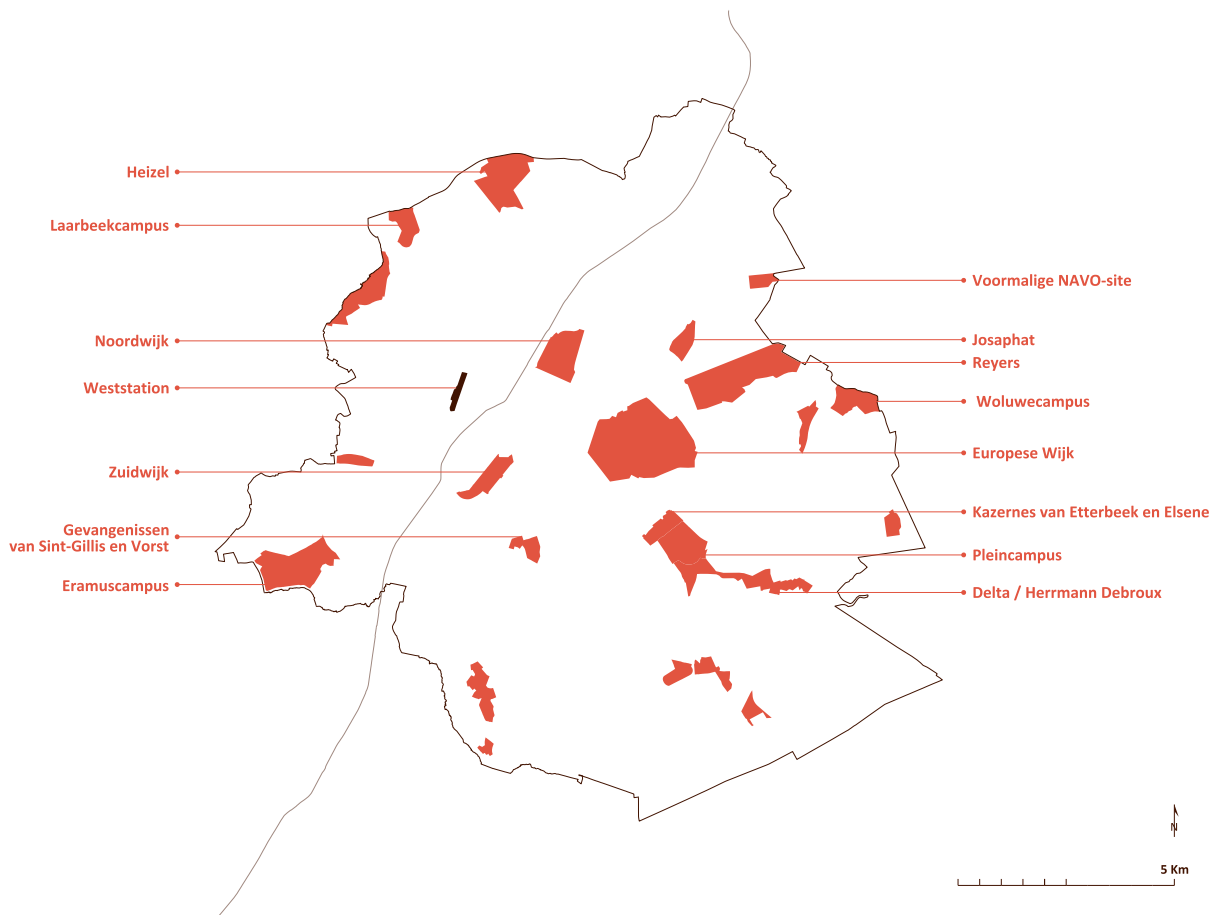 Heizel
Laarbeekcampus
Noordwijk
Weststation
Zuidwijk
Gevangenissen
van Sint-Gillis en Vorst
Eramuscampus
Voormalige NAVO-site
Josaphat
Reyers
Woluwecampus
Europese Wijk
Kazernes van Etterbeek en Elsene
Pleincampus
Delta / Herrmann Debroux
N
5 Km